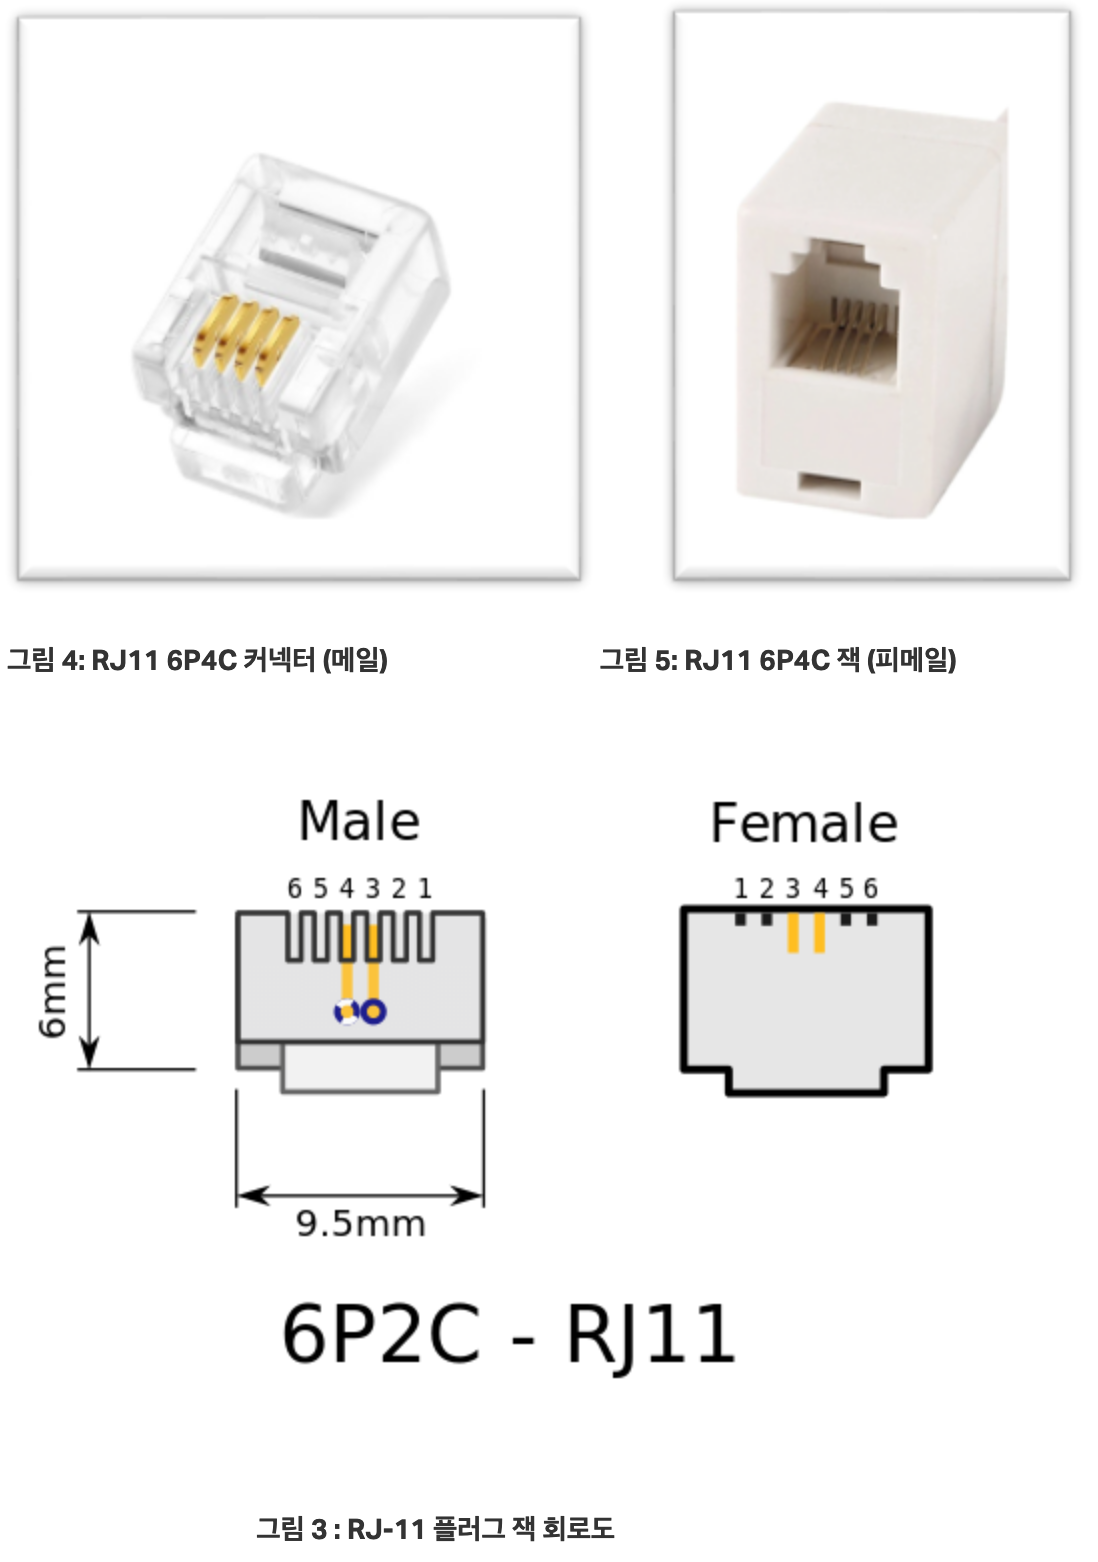 그림 4: RJ11 6P4C 커넥터 (메일)
그림 5: RJ11 6P4C 잭 (피메일)
Male
Female
6 5 4 3 2 1
1 2 3 4 5 6
6mm
9.5mm
6P2C - RJ11
그림 3 : RJ-11 플러그 잭 회로도